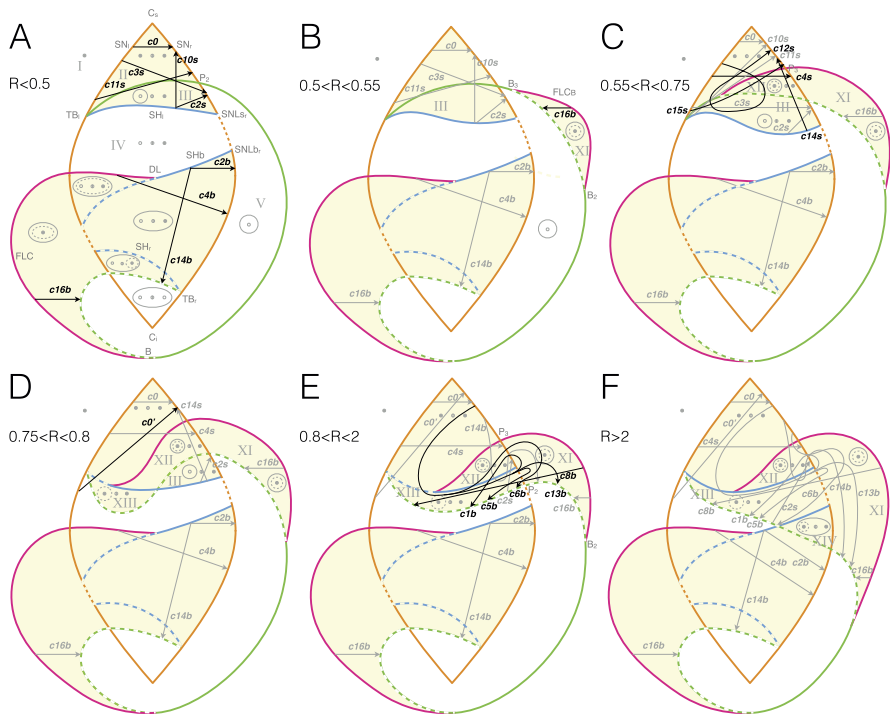 A
R<0.5
I
Cs
SNl
c0
SNr
c10s
II
c3s
P2
c11s
III
c2s
TBl
SHl
SNLsr
IV
SHb
SNLbr
DL
c2b
c4b
V
FLC
SHr
c14b
c16b
TBr
Ci
B
B
0.5<R<0.55
c0
c10s
c3s
B3
c11s
III
c2s
FLCB
c16b
XI
c2b
B2
c4b
c14b
c16b
C
0.55<R<0.75
c0
c10s
c12s
c11s
P3
c4s
XII
XI
c15s
c3s
III
c16b
c2s
c14s
c2b
c4b
c14b
c16b
D
0.75<R<0.8
c0
c14s
c0'
c4s
XII
XI
c2s
III
c16b
XIII
c2b
c4b
c14b
c16b
E
0.8<R<2
c0
c0'
P3
c4s
XI
XII
c8b
XIII
c6b
P2
c13b
c2s
c5b
c1b
c16b
c2b
B2
c4b
c14b
c16b
F
R>2
c0
c0'
c4s
c14b
XII
c13b
XIII
c6b
c8b
c2s
XI
c1b
c5b
XIV
c4b
c2b
c16b
c14b
c16b